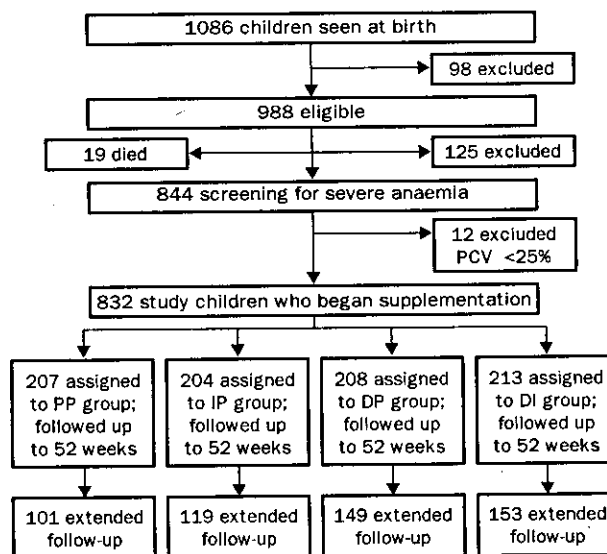 1086 children seen at birth
98 excluded
988 eligible
19 died
125 excluded
844 screening for severe anaemia
12 excluded
PCV <25%
832 study children who began supplementation
207 assigned
to PP group;
followed up
to 52 weeks
204 assigned
to IP group;
followed up
to 52 weeks
208 assigned
to DP group;
followed up
to 52 weeks
213 assigned
to DI group;
followed up
to 52 weeks
101 extended
follow-up
119 extended
follow-up
149 extended
follow-up
153 extended
follow-up